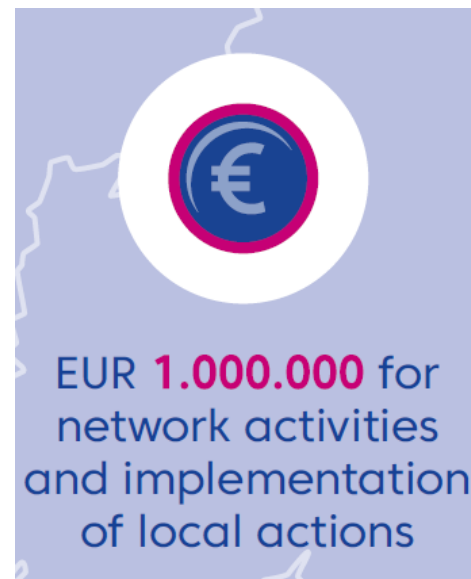 €
EUR 1.000.000 for
network activities
and implementation
of local actions